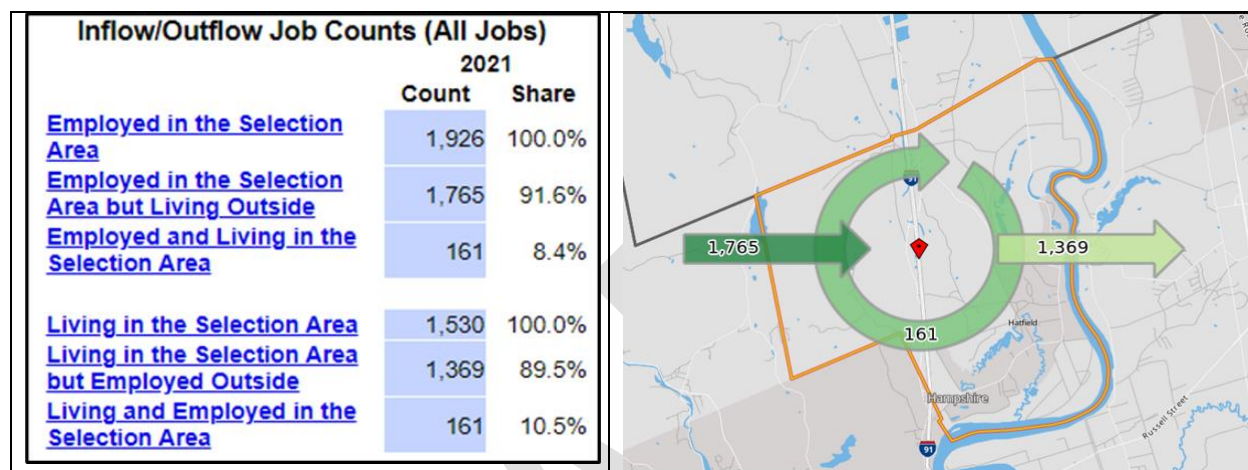 Inflow/Outflow Job Counts (All Jobs)
2021
Count Share
Employed in the Selection
Area 1,926 100.0%
Employed in the Selection
Area but Living Outside 1,765 91.6%
Employed and Living in the
Selection Area 161 8.4%
Living in the Selection Area 1,530 100.0%
Living in the Selection Area
but Employed Outside 1,369 89.5%
Living and Employed in the
Selection Area 161 10.5%
91
1,765
1,369
161
Hatfield
Hampshire
Russell Street
91